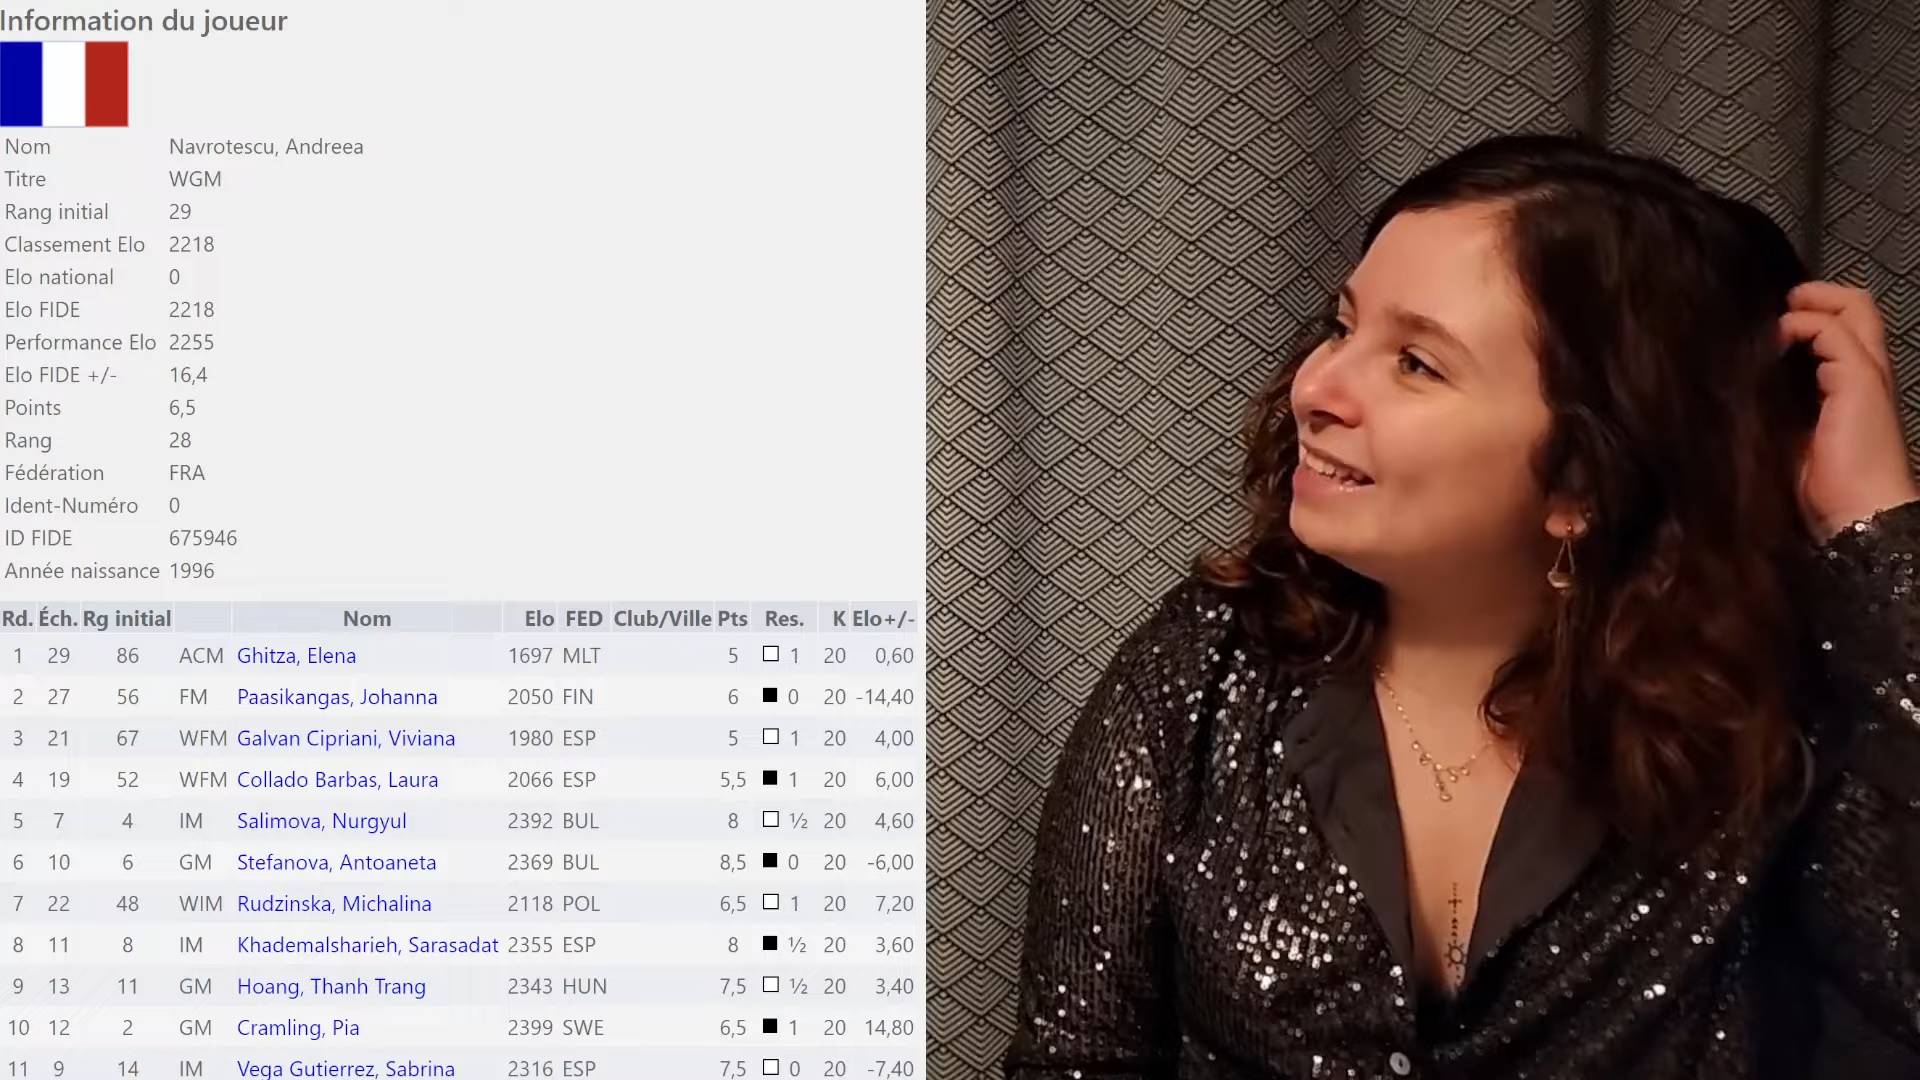 Information du joueur
Nom Navrotescu, Andreea
Titre WGM
Rang initial 29
Classement Elo 2218
Elo national 0
Elo FIDE 2218
Performance Elo 2255
Elo FIDE +/- 16,4
Points 6,5
Rang 28
Fédération FRA
Ident-Numéro 0
ID FIDE 675946
Année naissance 1996
Rd. Éch. Rg initial Nom Elo FED Club/Ville Pts Res. K Elo+/-
1 29 86 ACM Ghitza, Elena 1697 MLT 5 1 20 0,60
2 27 56 FM Paasikangas, Johanna 2050 FIN 6 0 20 -14,40
3 21 67 WFM Galvan Cipriani, Viviana 1980 ESP 5 1 20 4,00
4 19 52 WFM Collado Barbas, Laura 2066 ESP 5,5 1 20 6,00
5 7 4 IM Salimova, Nurgyul 2392 BUL 8 ½ 20 4,60
6 10 6 GM Stefanova, Antoaneta 2369 BUL 8,5 0 20 -6,00
7 22 48 WIM Rudzinska, Michalina 2118 POL 6,5 1 20 7,20
8 11 8 IM Khademalsharieh, Sarasadat 2355 ESP 8 ½ 20 3,60
9 13 11 GM Hoang, Thanh Trang 2343 HUN 7,5 ½ 20 3,40
10 12 2 GM Cramling, Pia 2399 SWE 6,5 1 20 14,80
11 9 14 IM Vega Gutierrez, Sabrina 2316 ESP 7,5 0 20 -7,40